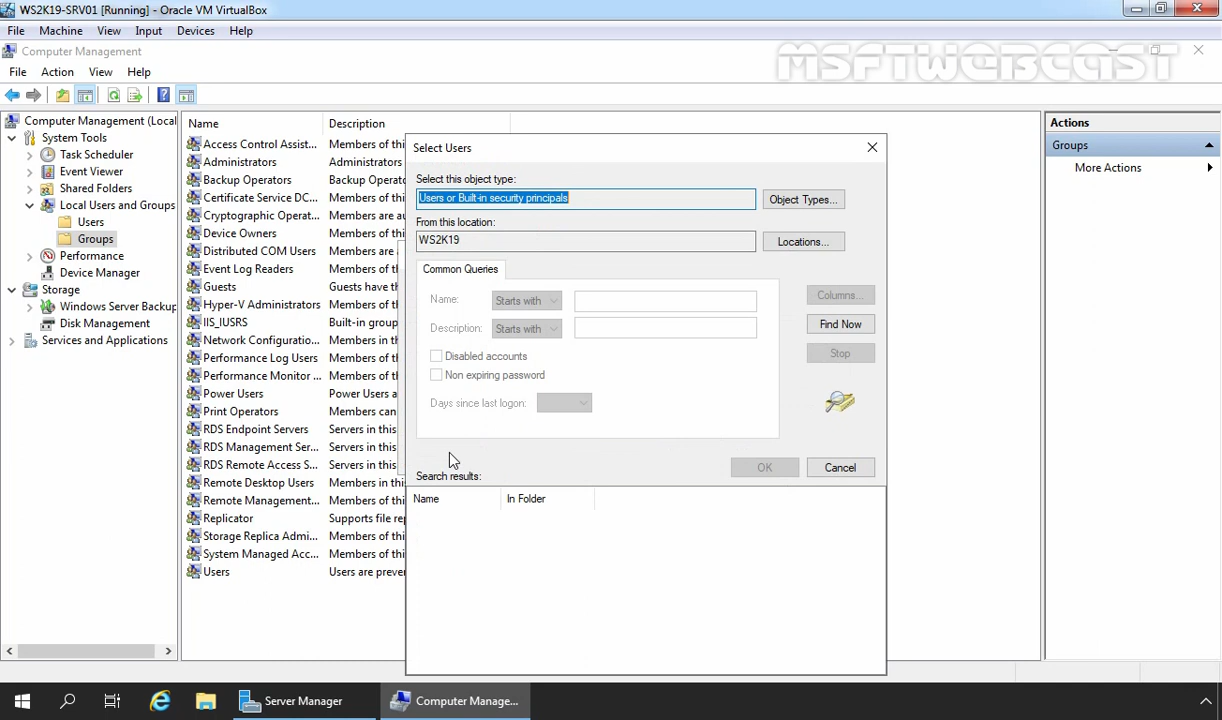 WS2K19-SRV01 [Running] - Oracle VM VirtualBox
File Machine View Input Devices Help
Computer Management
MSFTWEBCAST
File Action View Help
Computer Management (Local
System Tools
Task Scheduler
Event Viewer
Shared Folders
Local Users and Groups
Users
Groups
Performance
Device Manager
Storage
Windows Server Backup
Disk Management
Services and Applications
Name Description
Access Control Assist... Members of thi
Administrators Members of thi
Backup Operators Backup Operato
Certificate Service DC... Members of thi
Cryptographic Operat... Members are au
Device Owners Members of thi
Distributed COM Users Members are a
Event Log Readers Members of thi
Guests Guests have th
Hyper-V Administrators Members of thi
IIS_IUSRS Built-in group
Network Configuratio... Members in thi
Performance Log Users Members of thi
Performance Monitor ... Members of thi
Power Users Power Users a
Print Operators Members can
RDS Endpoint Servers Servers in this
RDS Management Ser... Servers in this
RDS Remote Access S... Servers in this
Remote Desktop Users Members in thi
Remote Management... Members of thi
Replicator Supports file rep
Storage Replica Admi... Members of thi
System Managed Acc... Members of thi
Users Users are prever
Select Users
Select this object type:
Users or Built-in security principals Object Types...
From this location:
WS2K19 Locations...
Common Queries
Name: Starts with
Description: Starts with
Disabled accounts
Non expiring password
Days since last logon:
Columns...
Find Now
Stop
OK Cancel
Search results:
Name In Folder
Actions
Groups
More Actions
Server Manager Computer Manage...